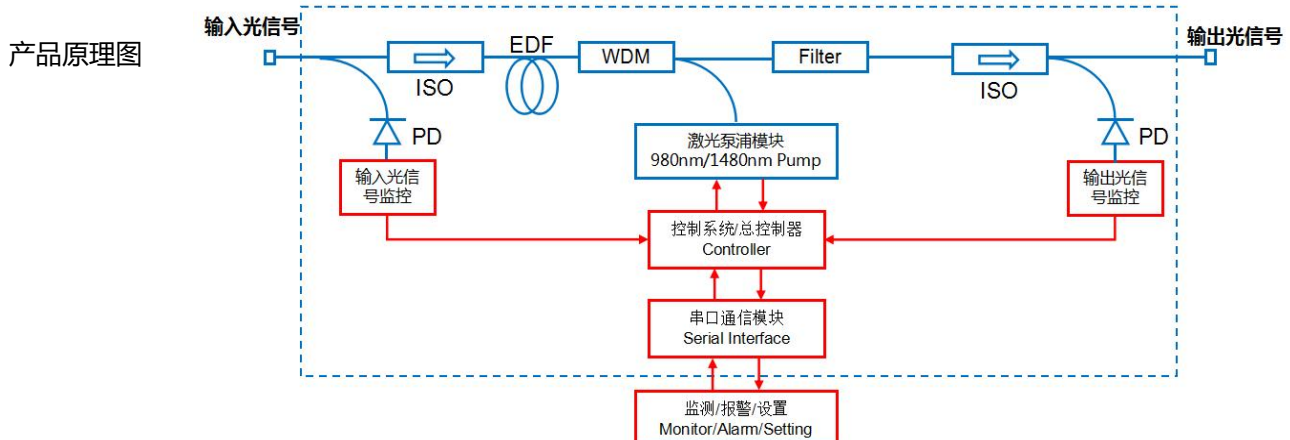 产品原理图
输入光信号
输出光信号
ISO
EDF
WDM
Filter
ISO
PD
PD
激光泵浦模块
980nm/1480nm Pump
输入光信
号监控
输出光信
号监控
控制系统/总控制器
Controller
串口通信模块
Serial Interface
监测/报警/设置
Monitor/Alarm/Setting